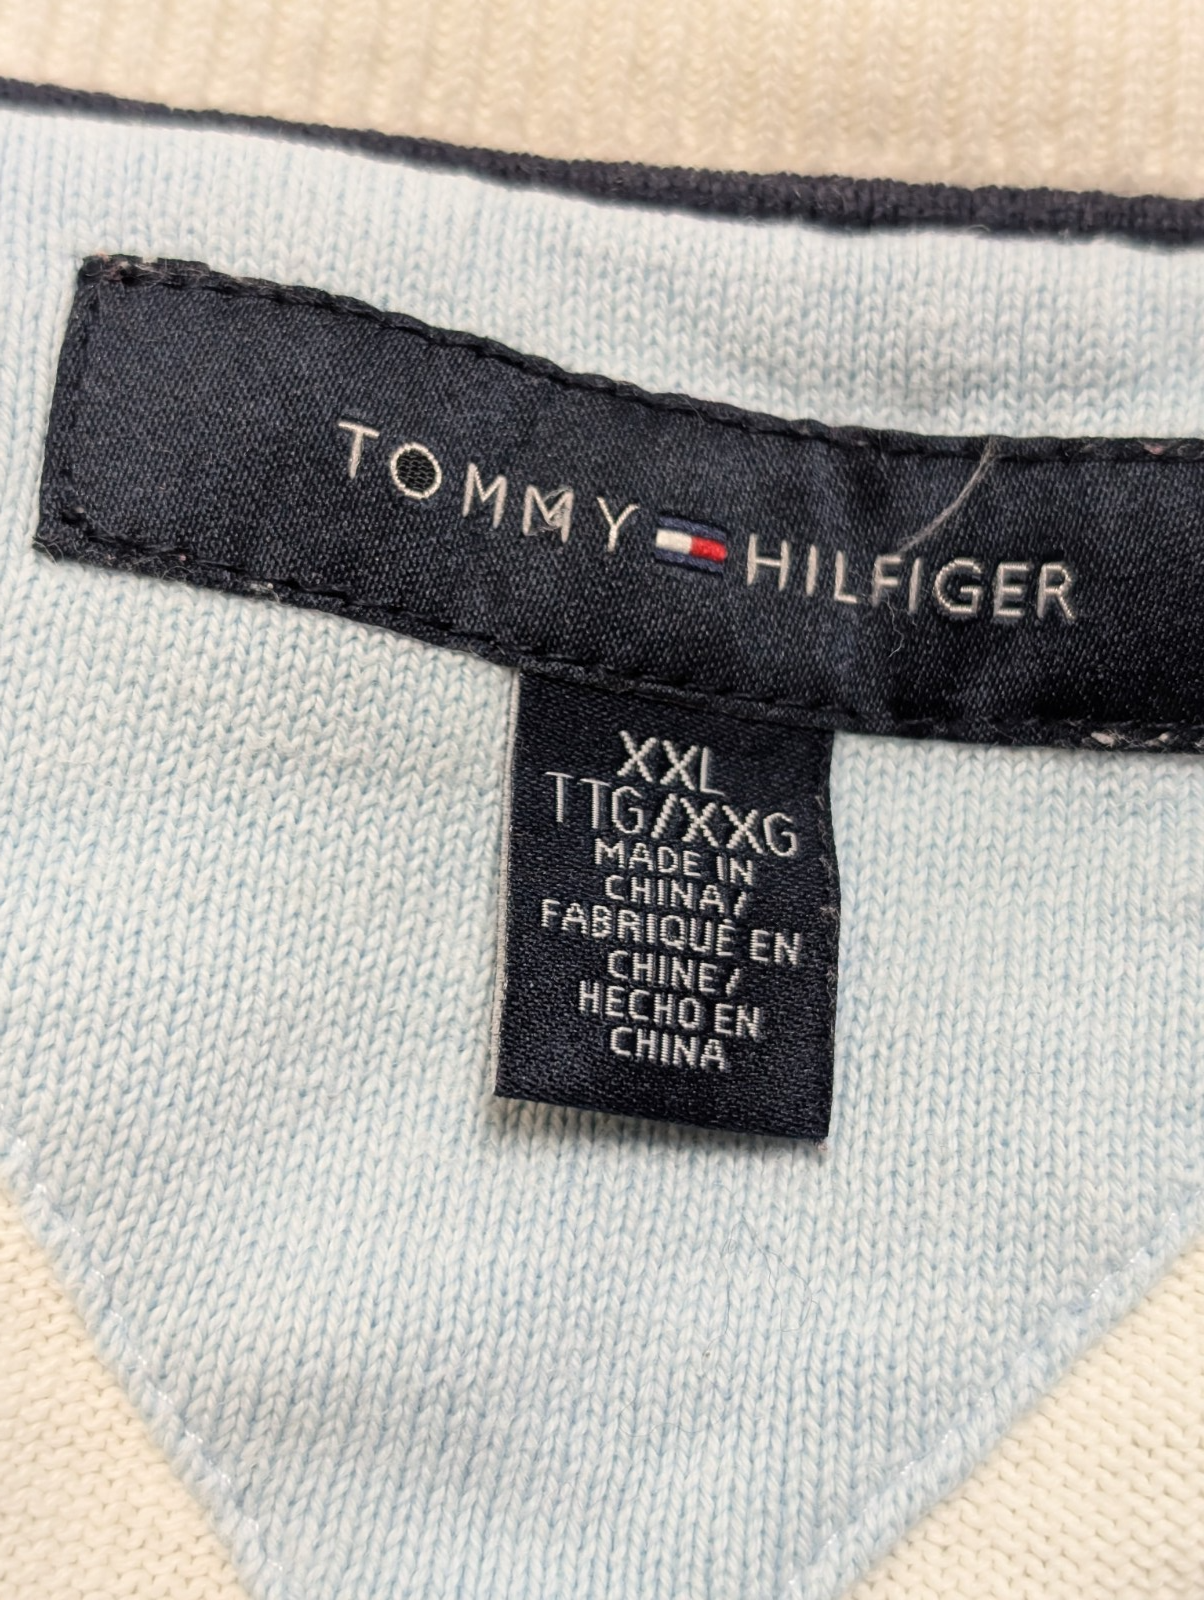 TOMMY HILFIGER
XXL
TTG/XXG
MADE IN
CHINA/
FABRIQUÉ EN
CHINE/
HECHO EN
CHINA